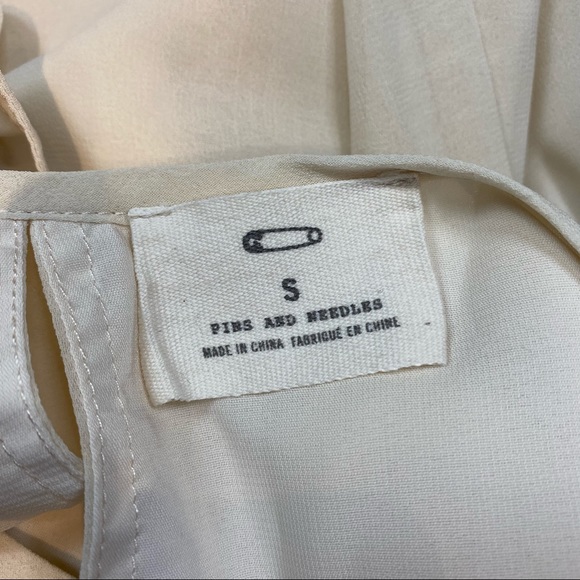 S
PINS AND NEEDLES
MADE IN CHINA FABRIQUÉ EN CHINE